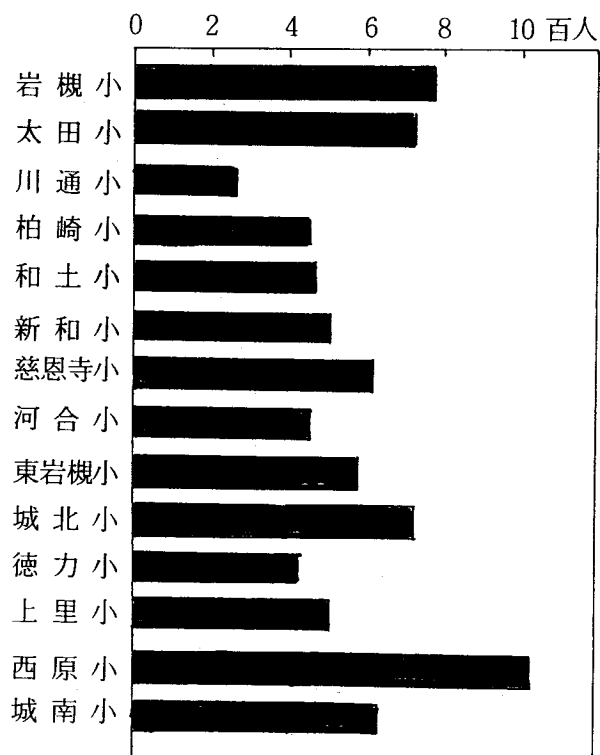 0 2 4 6 8 10 百人
岩槻小
太田小
川通小
柏崎小
和土小
新和小
慈恩寺小
河合小
東岩槻小
城北小
徳力小
上里小
西原小
城南小